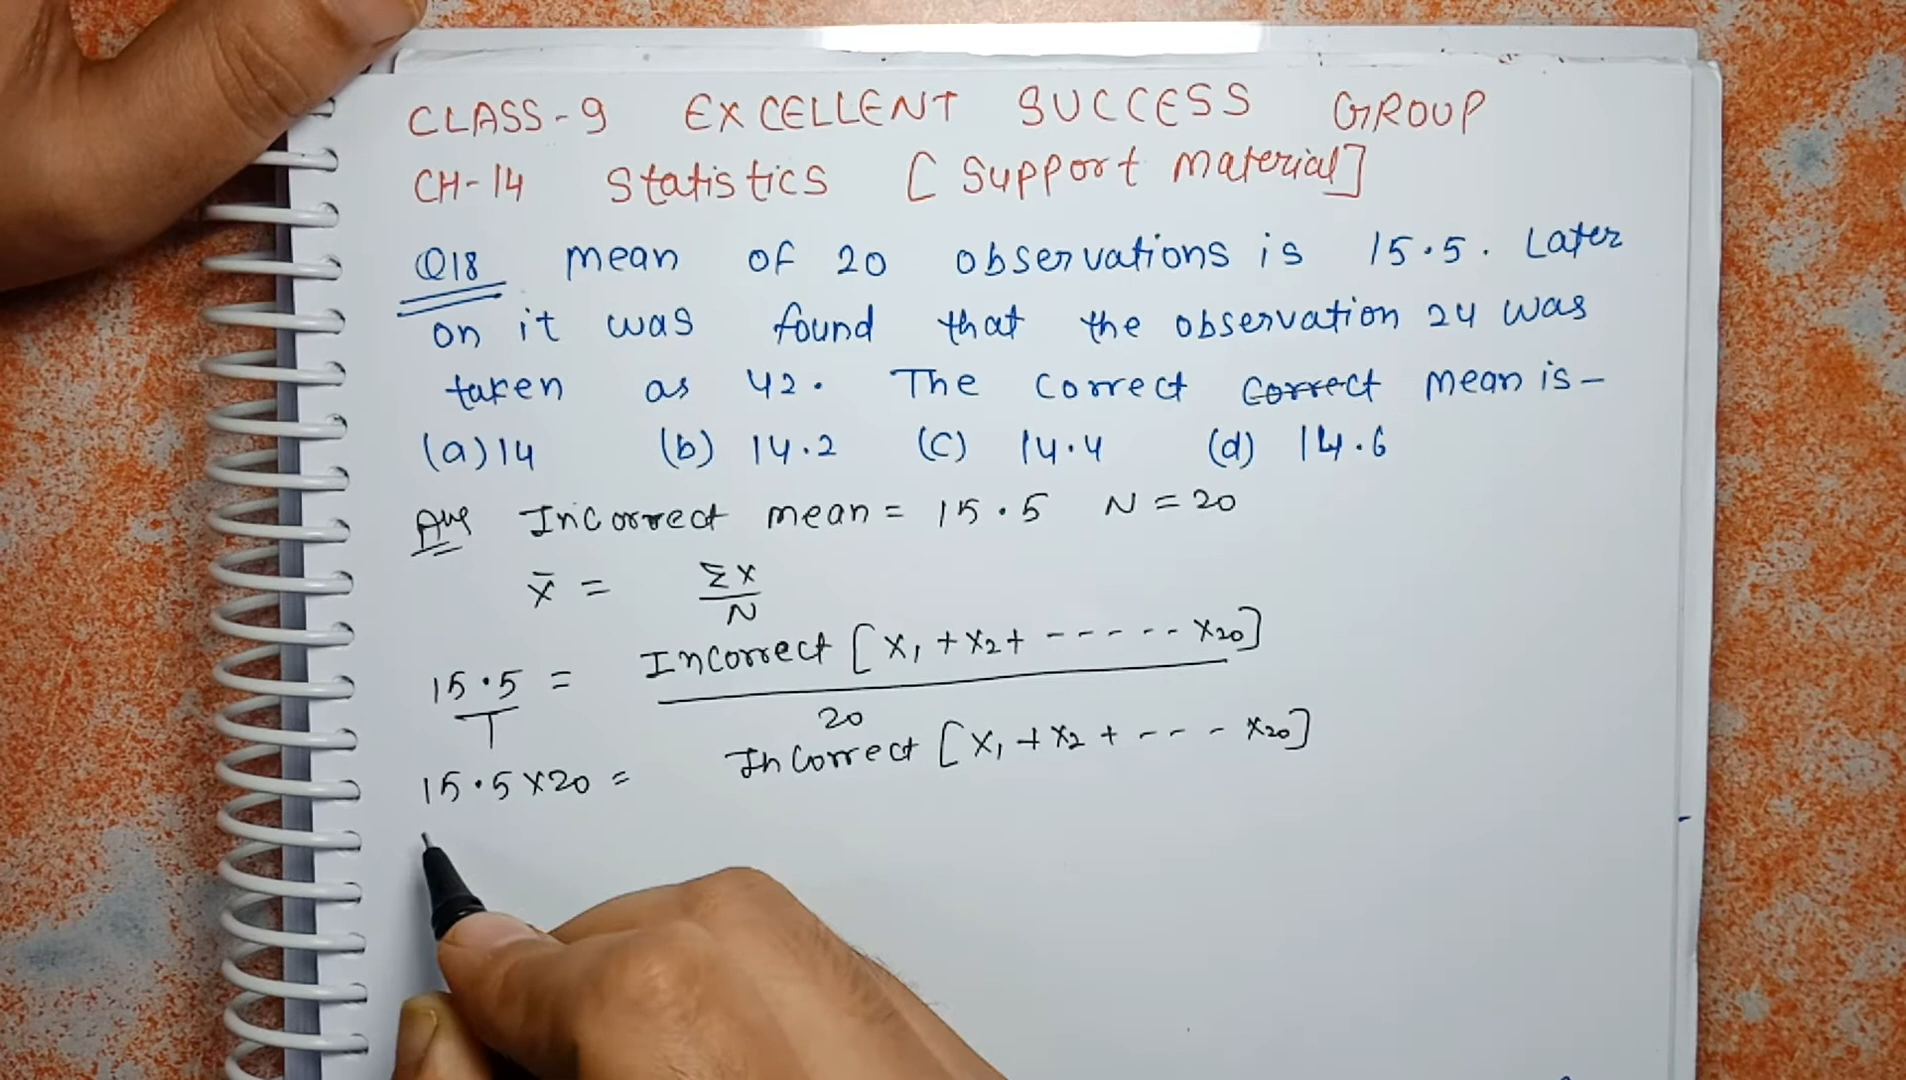 CLASS-9 EXCELLENT SUCCESS GROUP
CH-14 Statistics [Support Material]
Q18 Mean of 20 observations is 15.5. Later
on it was found that the observation 24 was
taken as 42. The correct correct mean is -
(a) 14 (b) 14.2 (c) 14.4 (d) 14.6
Ans Incorrect mean = 15.5 N = 20
x̄ = Σx/N
15.5/1 = Incorrect [x₁ + x₂ + ------ x₂₀]/20
15.5 x 20 = Incorrect [x₁ + x₂ + ---- x₂₀]